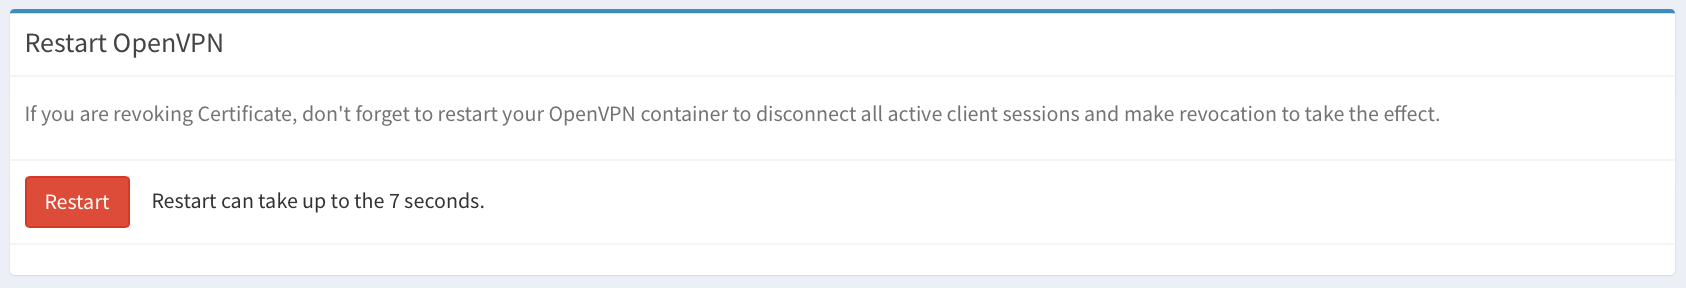 Restart OpenVPN
If you are revoking Certificate, don't forget to restart your OpenVPN container to disconnect all active client sessions and make revocation to take the effect.
Restart Restart can take up to the 7 seconds.